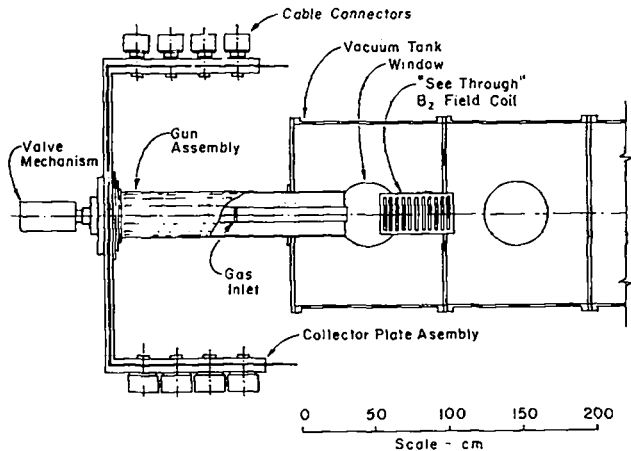 Cable Connectors
Vacuum Tank
Window
"See Through"
B2 Field Coil
Gun
Assembly
Valve
Mechanism
Gas
Inlet
Collector Plate Asembly
0 50 100 150 200
Scale - cm